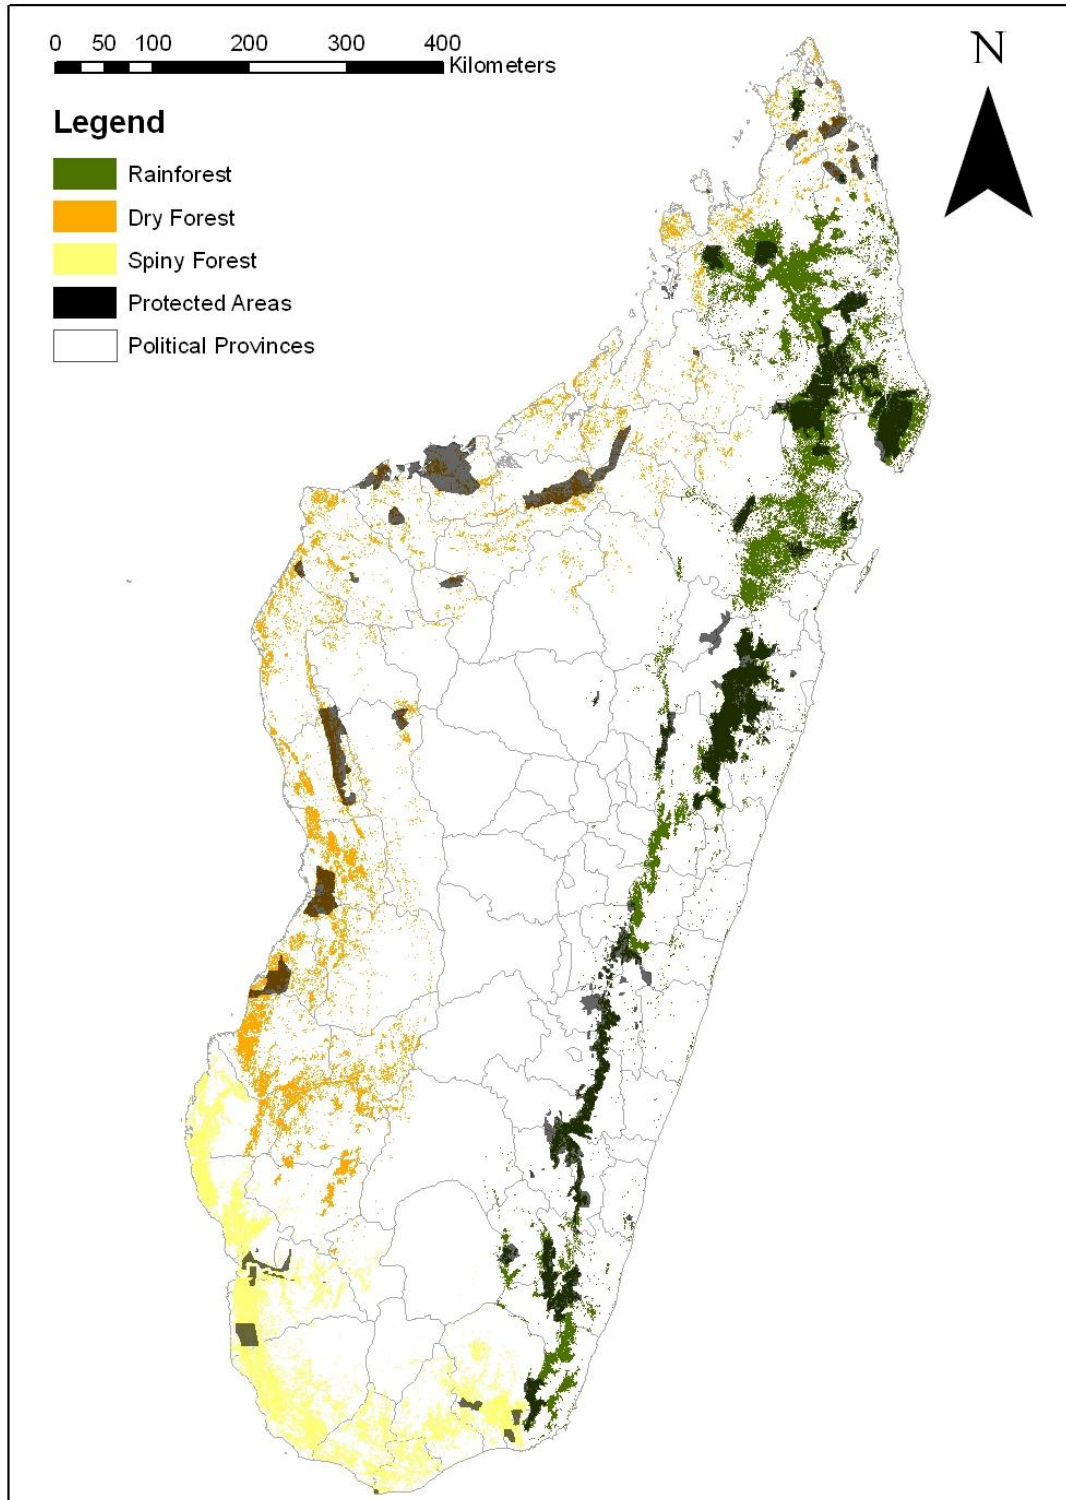 0 50 100 200 300 400
Kilometers
N
Legend
Rainforest
Dry Forest
Spiny Forest
Protected Areas
Political Provinces